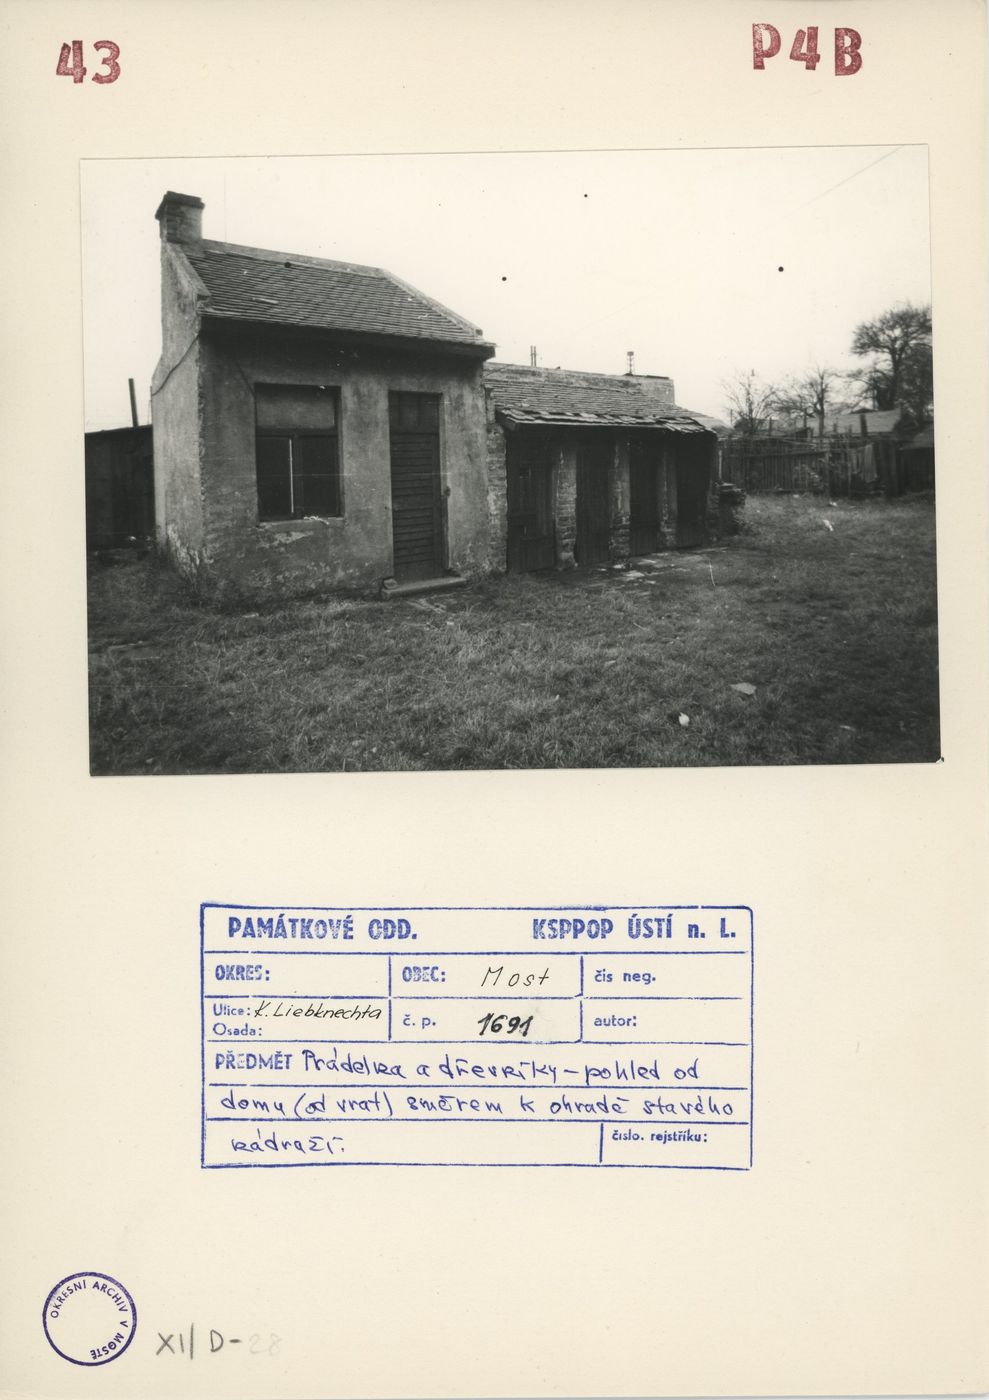 43
P4B
PAMÁTKOVÉ ODD. KSPPOP ÚSTÍ n. L.
OKRES: OBEC: Most čís neg.
Ulice: K. Liebknechta
Osada: č. p. 1691 autor:
PŘEDMĚT Prádelna a dřevníky – pohled od
domu (od vrat) směrem k ohradě starého
nádraží.
číslo. rejstříku:
OKRESNÍ ARCHIV V MOSTĚ
XI/D-28